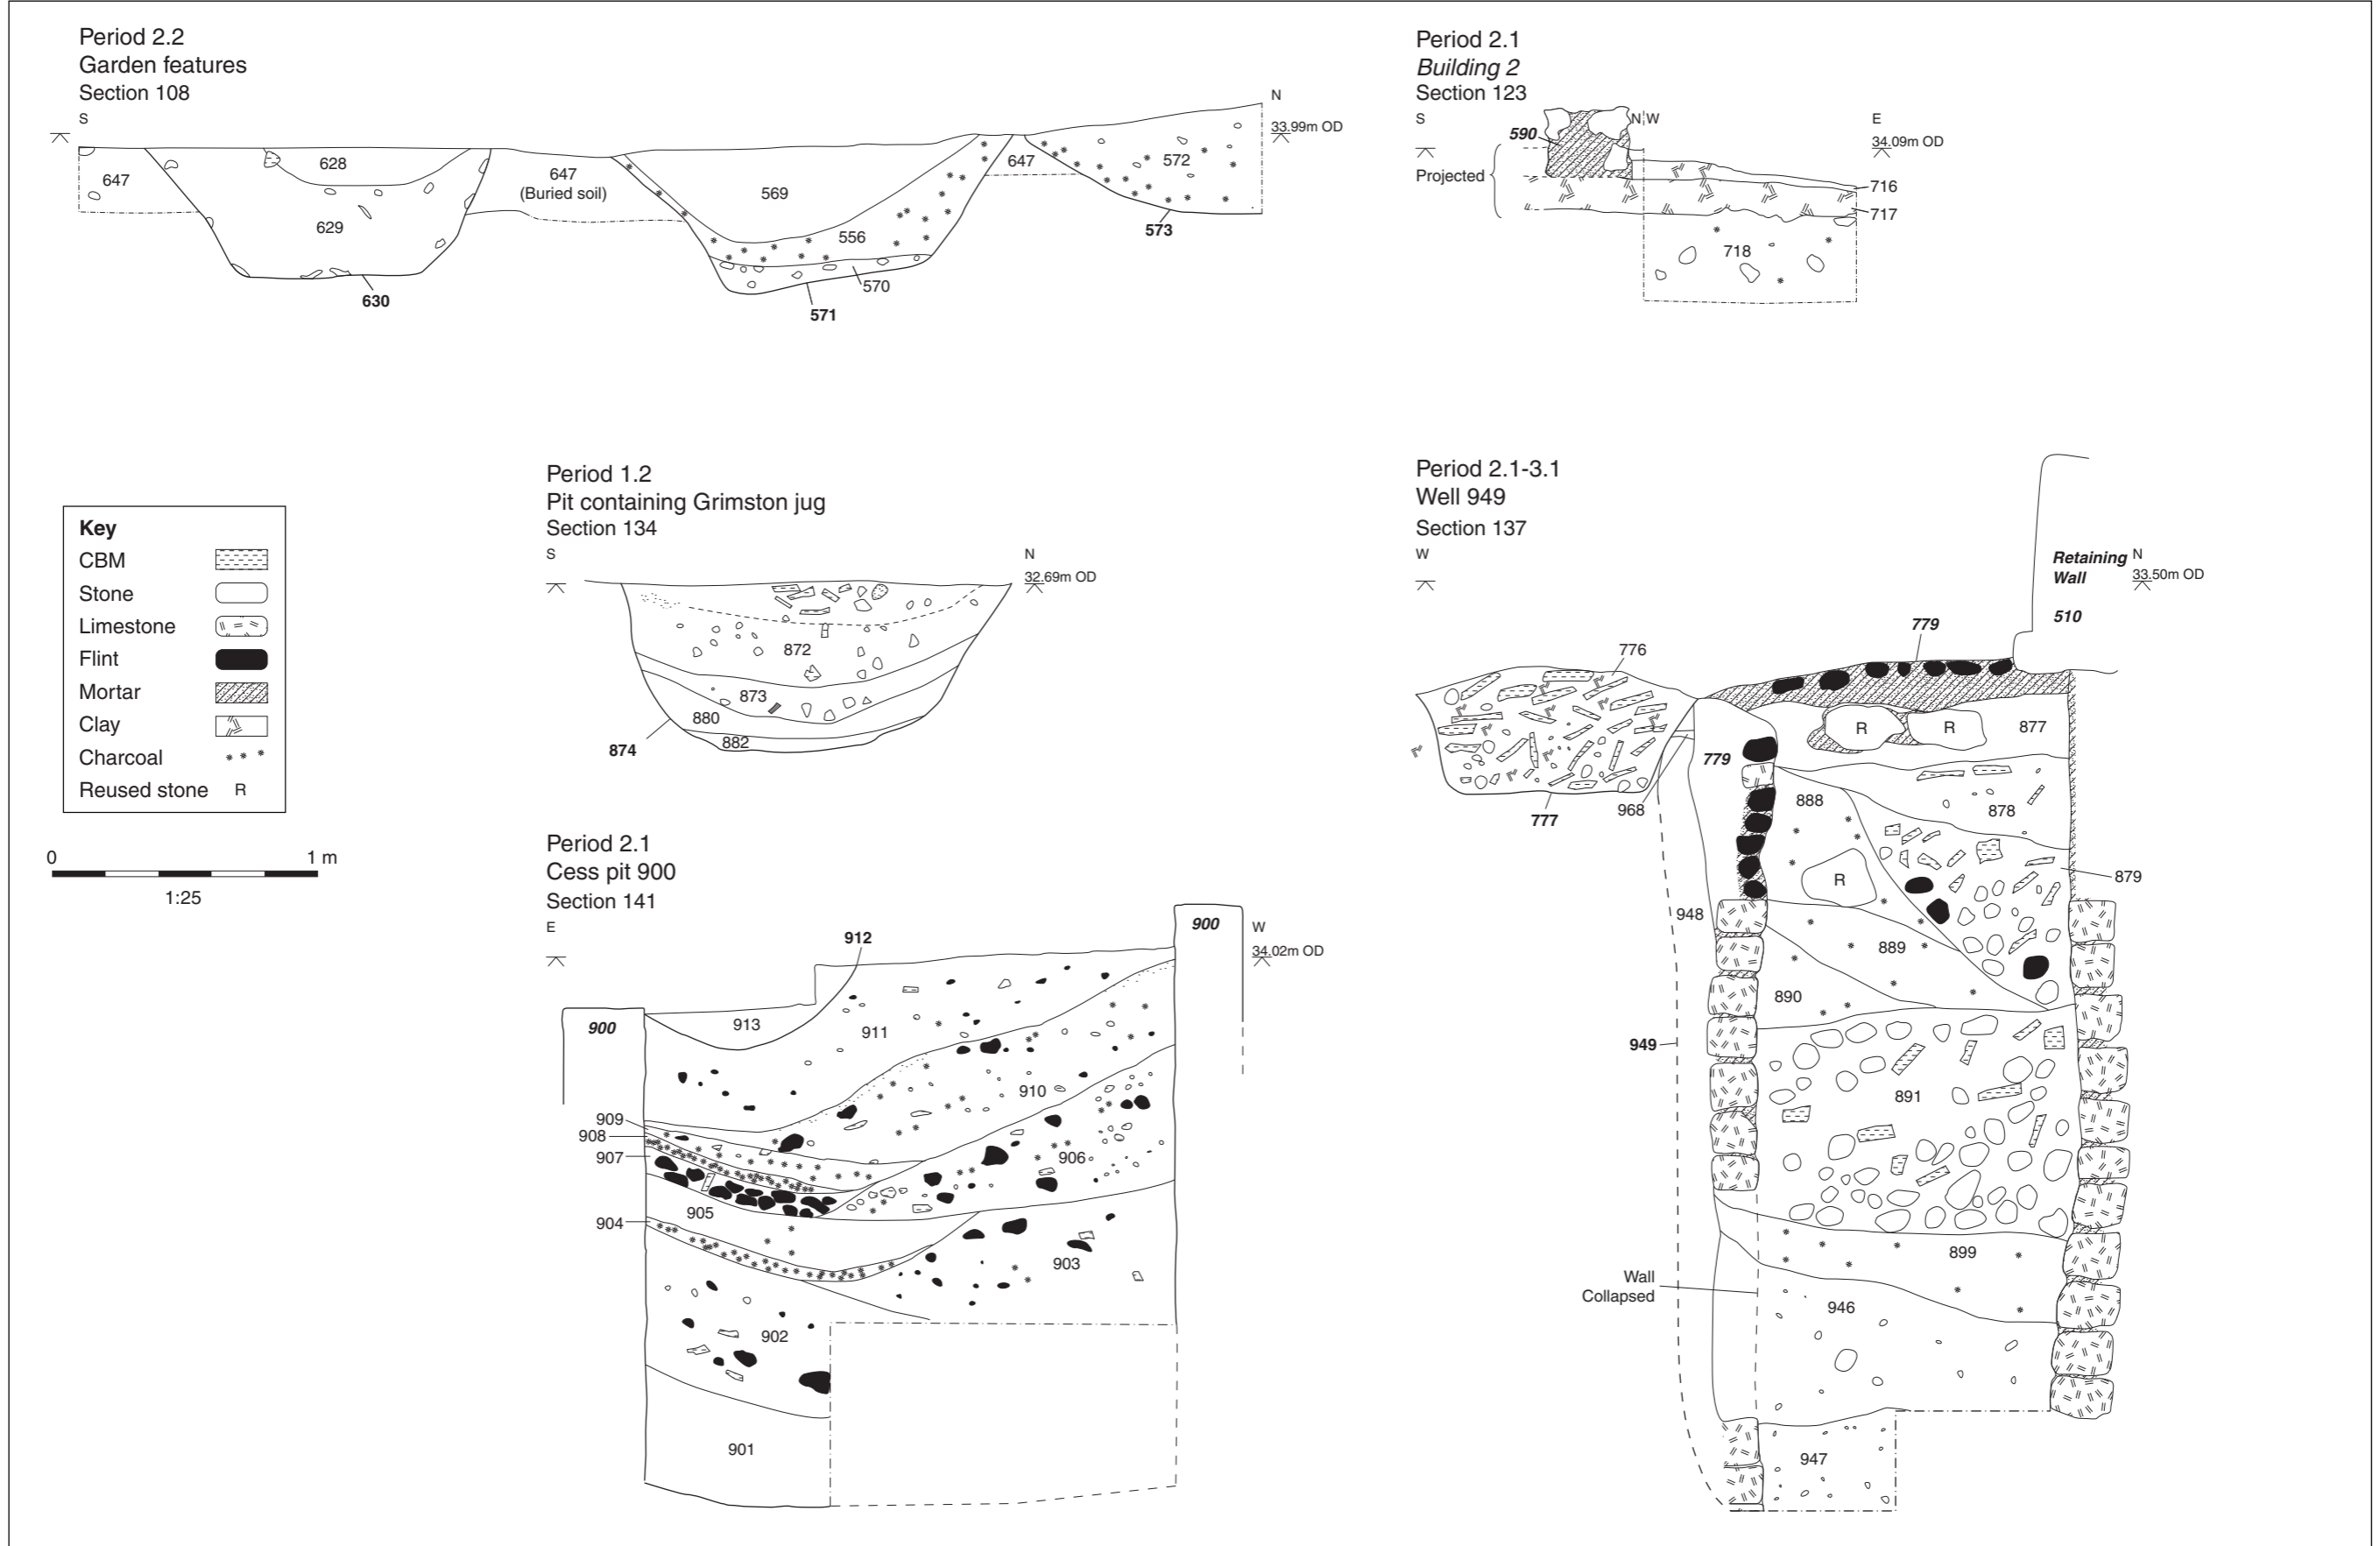 Period 2.2
Garden features
Section 108
S
N
33.99m OD
647
628
629
630
647
(Buried soil)
569
556
570
571
647
572
573
Period 2.1
Building 2
Section 123
S
N
W
E
34.09m OD
590
Projected
716
717
718
Key
CBM
Stone
Limestone
Flint
Mortar
Clay
Charcoal
Reused stone R
0
1 m
1:25
Period 1.2
Pit containing Grimston jug
Section 134
S
N
32.69m OD
872
873
880
882
874
Period 2.1
Cess pit 900
Section 141
E
W
34.02m OD
900
912
900
913
911
910
909
908
907
906
905
904
903
902
901
Period 2.1-3.1
Well 949
Section 137
W
N
33.50m OD
Retaining
Wall
510
779
776
777
968
779
R
R
877
878
888
R
879
948
889
890
949
891
899
Wall
Collapsed
946
947